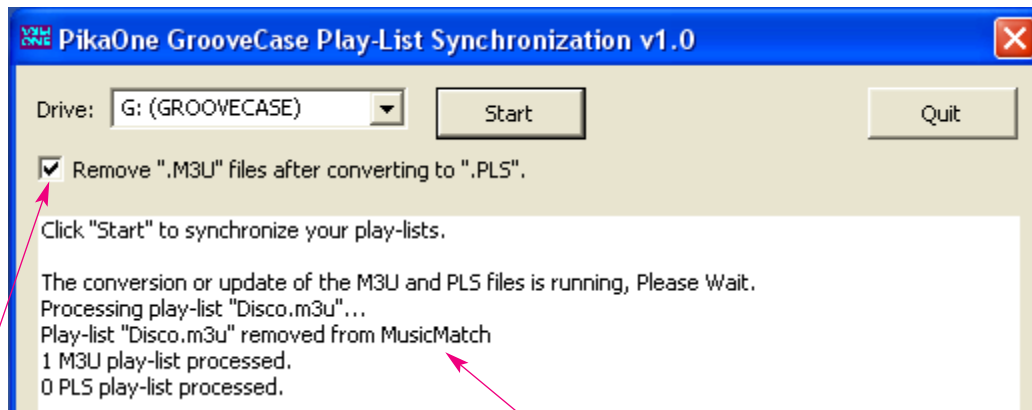 PikaOne GrooveCase Play-List Synchronization v1.0
Drive: G: (GROOVECASE) Start Quit
Remove ".M3U" files after converting to ".PLS".
Click "Start" to synchronize your play-lists.
The conversion or update of the M3U and PLS files is running, Please Wait.
Processing play-list "Disco.m3u"...
Play-list "Disco.m3u" removed from MusicMatch
1 M3U play-list processed.
0 PLS play-list processed.